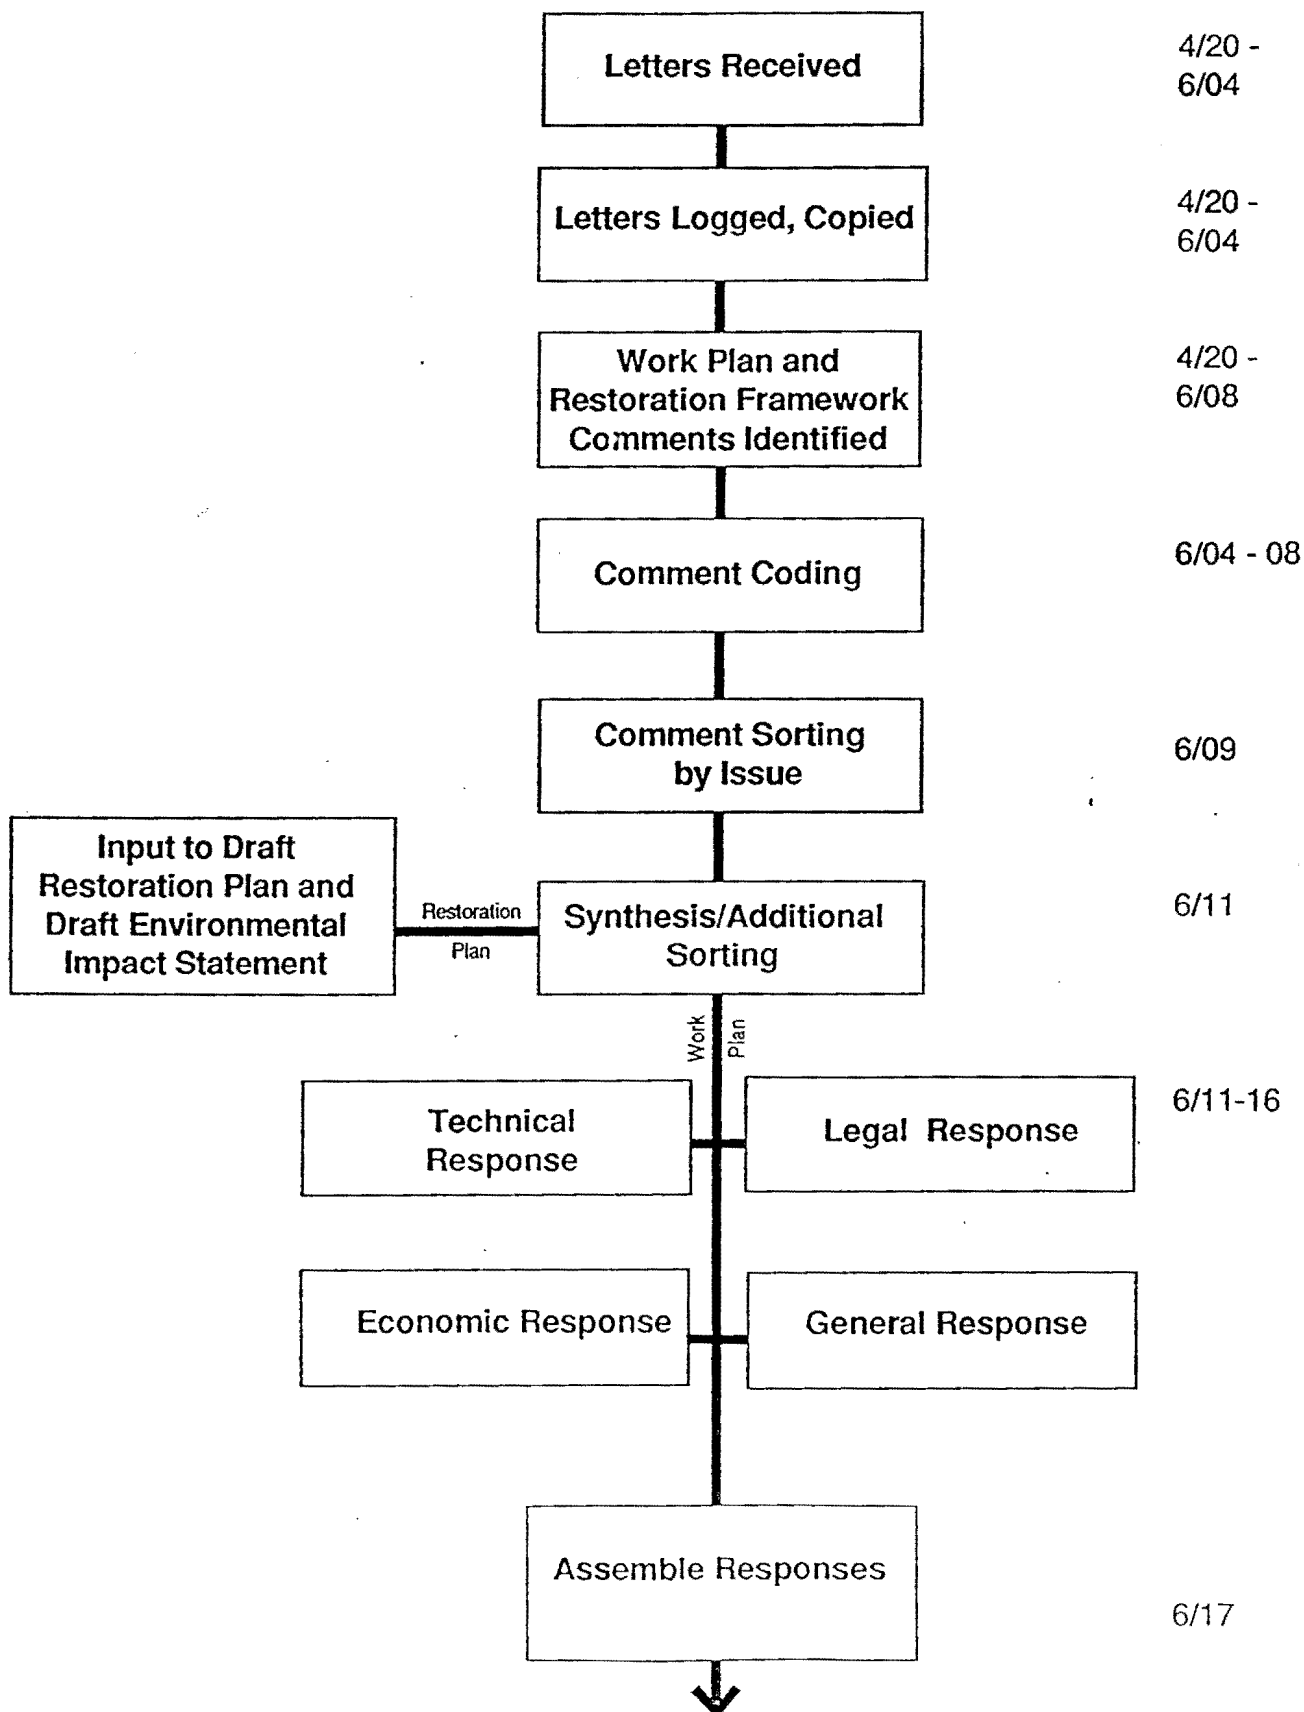 Letters Received
4/20 -
6/04
Letters Logged, Copied
4/20 -
6/04
Work Plan and
Restoration Framework
Comments Identified
4/20 -
6/08
Comment Coding
6/04 - 08
Comment Sorting
by Issue
6/09
Input to Draft
Restoration Plan and
Draft Environmental
Impact Statement
Restoration
Plan
Synthesis/Additional
Sorting
6/11
Work
Plan
Technical
Response
Legal Response
6/11-16
Economic Response
General Response
Assemble Responses
6/17